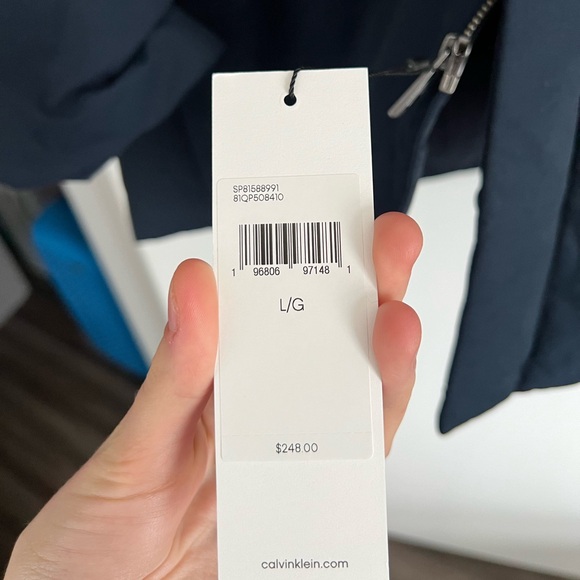 SP81588991
81QP508410
1 96806 97148 1
L/G
$248.00
calvinklein.com